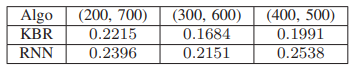 Algo (200, 700) (300, 600) (400, 500)
KBR 0.2215 0.1684 0.1991
RNN 0.2396 0.2151 0.2538